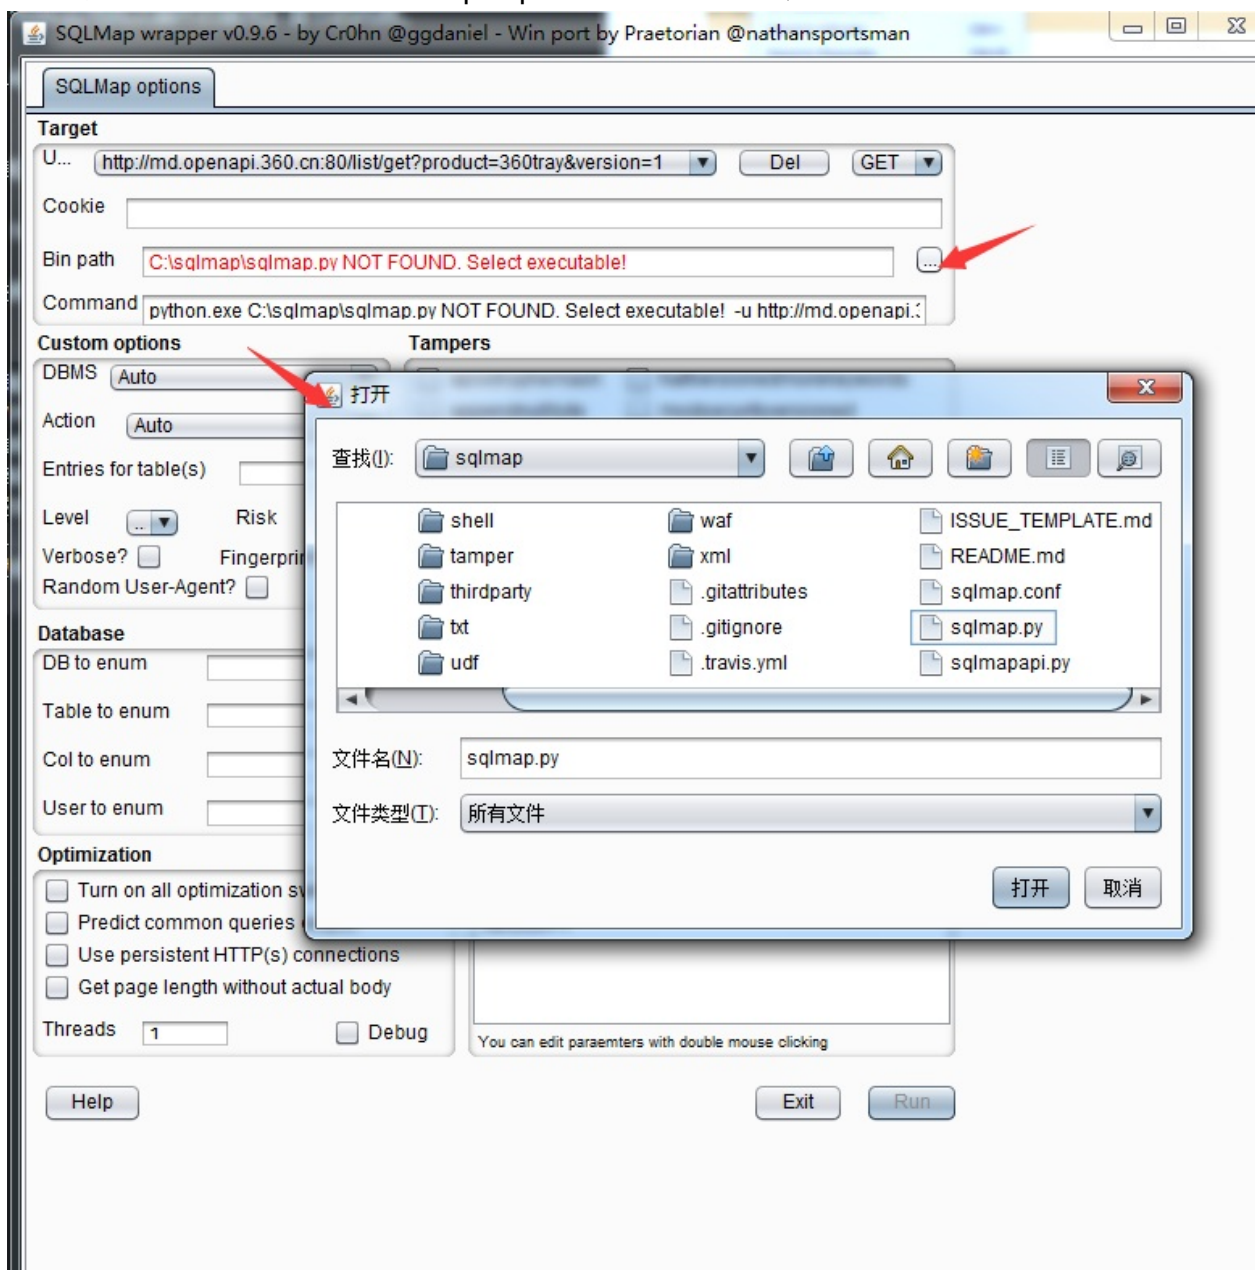 SQLMap wrapper v0.9.6 - by Cr0hn @ggdaniel - Win port by Praetorian @nathansportsman
SQLMap options
Target
U... http://md.openapi.360.cn:80/list/get?product=360tray&version=1 Del GET
Cookie
Bin path C:\sqlmap\sqlmap.py NOT FOUND. Select executable! ...
Command python.exe C:\sqlmap\sqlmap.py NOT FOUND. Select executable! -u http://md.openapi.:
Custom options Tampers
DBMS Auto
打开
Action Auto
查找(I): sqlmap
Entries for table(s)
shell waf ISSUE_TEMPLATE.md
Level .. Risk
tamper xml README.md
Verbose? Fingerprin
Random User-Agent?
thirdparty .gitattributes sqlmap.conf
txt .gitignore sqlmap.py
Database
DB to enum
udf .travis.yml sqlmapapi.py
Table to enum
Col to enum
文件名(N): sqlmap.py
User to enum
文件类型(T): 所有文件
Optimization
Turn on all optimization sv
打开 取消
Predict common queries
Use persistent HTTP(s) connections
Get page length without actual body
Threads 1 Debug
You can edit paraemters with double mouse clicking
Help Exit Run